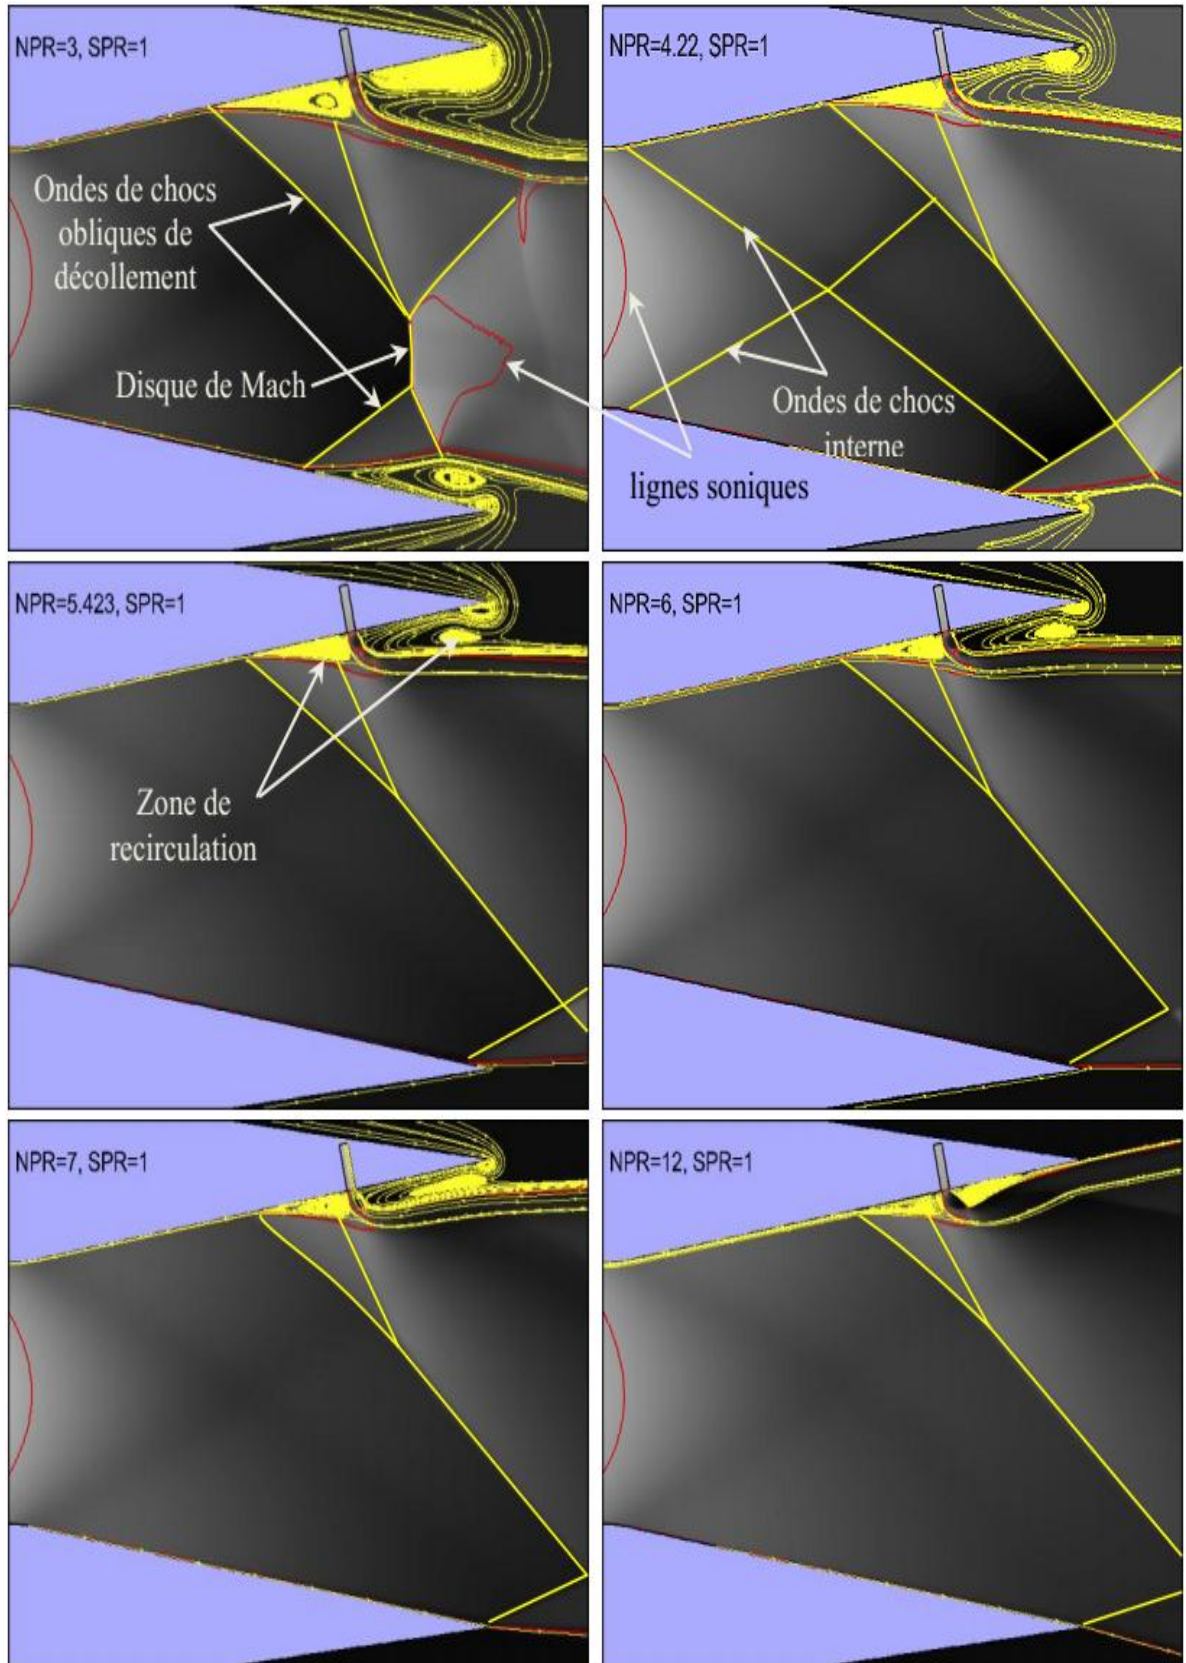 NPR=3, SPR=1
Ondes de chocs
obliques de
décollement
Disque de Mach
NPR=4.22, SPR=1
Ondes de chocs
interne
lignes soniques
NPR=5.423, SPR=1
Zone de
recirculation
NPR=6, SPR=1
NPR=7, SPR=1
NPR=12, SPR=1